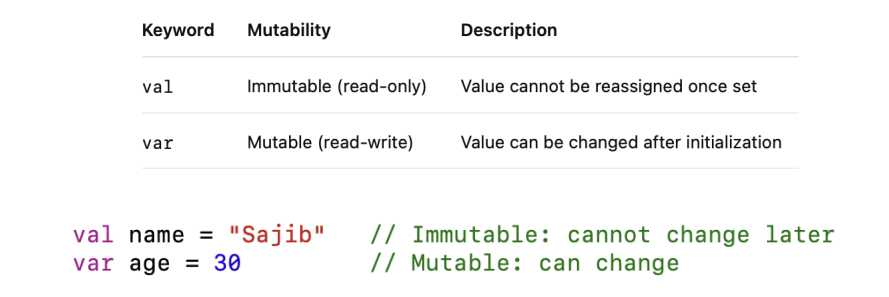 Keyword Mutability Description
val Immutable (read-only) Value cannot be reassigned once set
var Mutable (read-write) Value can be changed after initialization
val name = "Sajib" // Immutable: cannot change later
var age = 30 // Mutable: can change